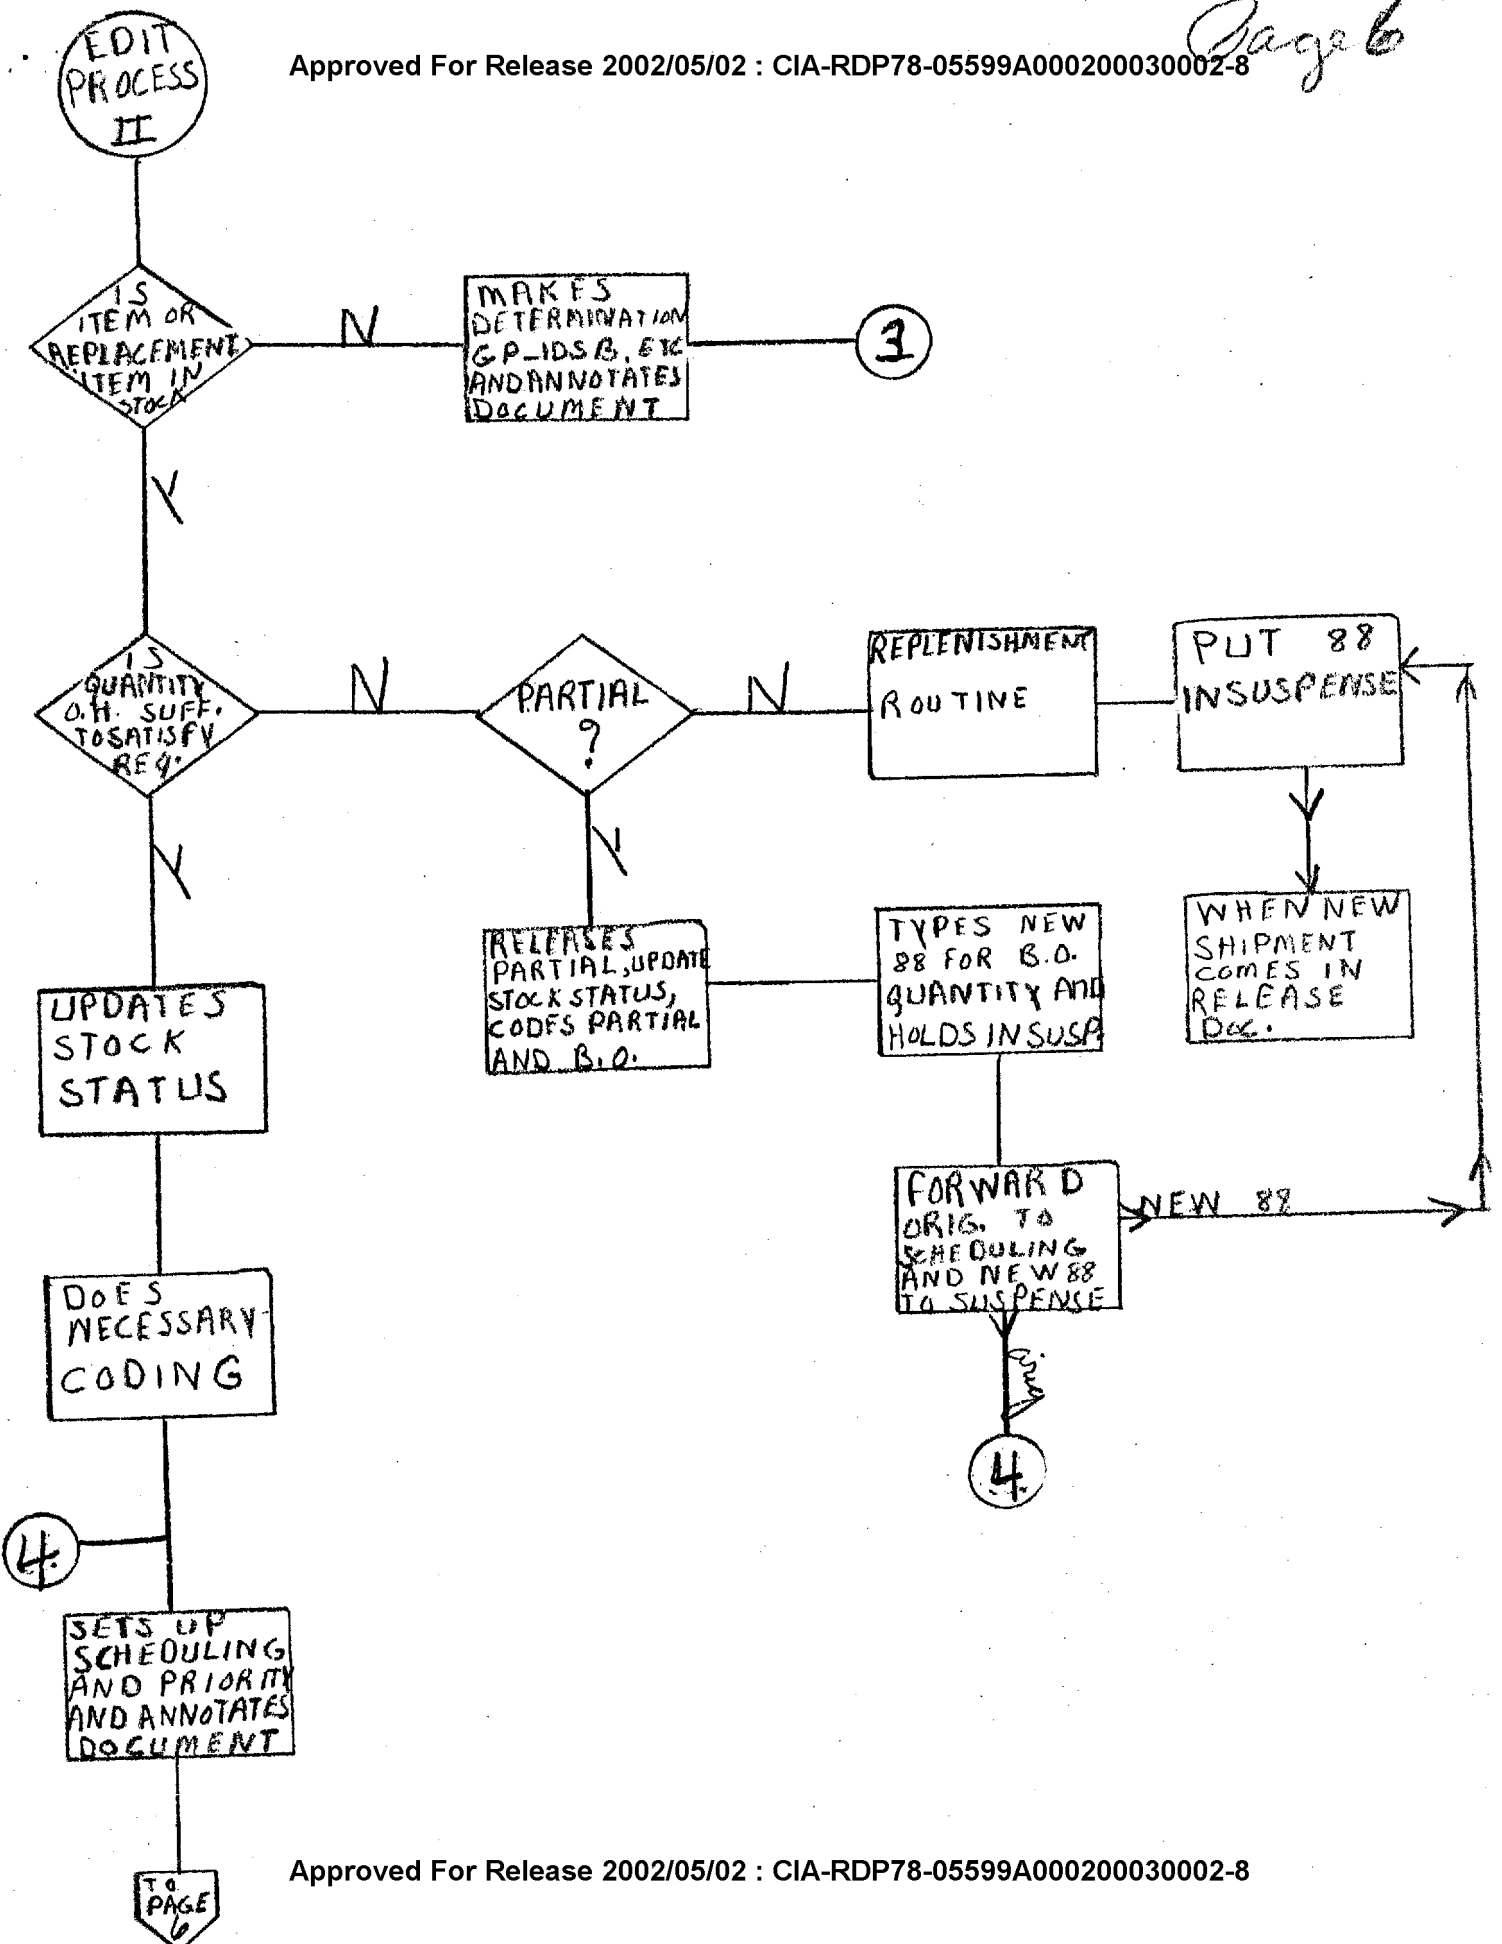 Page 6
Approved For Release 2002/05/02 : CIA-RDP78-05599A000200030002-8
EDIT
PROCESS
II
IS
ITEM OR
REPLACEMENT
ITEM IN
STOCK
N
MAKES
DETERMINATION
GP-IDSB, ETC
AND ANNOTATES
DOCUMENT
3
Y
IS
QUANTITY
O.H. SUFF.
TO SATISFY
REQ.
N
PARTIAL
?
N
REPLENISHMENT
ROUTINE
PUT 88
IN SUSPENSE
Y
Y
WHEN NEW
SHIPMENT
COMES IN
RELEASE
DOC.
RELEASES
PARTIAL, UPDATE
STOCK STATUS,
CODES PARTIAL
AND B.O.
TYPES NEW
88 FOR B.O.
QUANTITY AND
HOLDS IN SUSP.
UPDATES
STOCK
STATUS
FORWARD
ORIG. TO
SCHEDULING
AND NEW 88
TO SUSPENSE
NEW 88
DOES
NECESSARY
CODING
4
4
SETS UP
SCHEDULING
AND PRIORITY
AND ANNOTATES
DOCUMENT
TO
PAGE
6
Approved For Release 2002/05/02 : CIA-RDP78-05599A000200030002-8